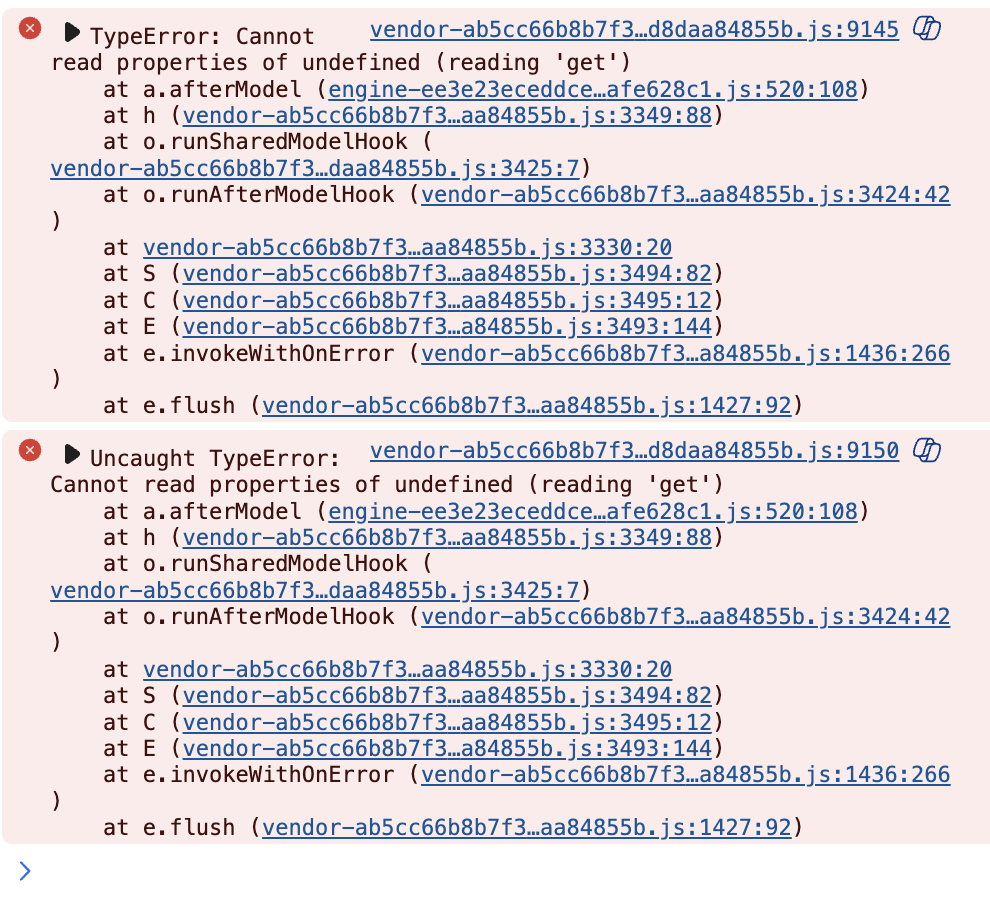 TypeError: Cannot vendor-ab5cc66b8b7f3…d8daa84855b.js:9145
read properties of undefined (reading 'get')
at a.afterModel (engine-ee3e23eceddce…afe628c1.js:520:108)
at h (vendor-ab5cc66b8b7f3…aa84855b.js:3349:88)
at o.runSharedModelHook (
vendor-ab5cc66b8b7f3…daa84855b.js:3425:7)
at o.runAfterModelHook (vendor-ab5cc66b8b7f3…aa84855b.js:3424:42
)
at vendor-ab5cc66b8b7f3…aa84855b.js:3330:20
at S (vendor-ab5cc66b8b7f3…aa84855b.js:3494:82)
at C (vendor-ab5cc66b8b7f3…aa84855b.js:3495:12)
at E (vendor-ab5cc66b8b7f3…a84855b.js:3493:144)
at e.invokeWithOnError (vendor-ab5cc66b8b7f3…a84855b.js:1436:266
)
at e.flush (vendor-ab5cc66b8b7f3…aa84855b.js:1427:92)
Uncaught TypeError: vendor-ab5cc66b8b7f3…d8daa84855b.js:9150
Cannot read properties of undefined (reading 'get')
at a.afterModel (engine-ee3e23eceddce…afe628c1.js:520:108)
at h (vendor-ab5cc66b8b7f3…aa84855b.js:3349:88)
at o.runSharedModelHook (
vendor-ab5cc66b8b7f3…daa84855b.js:3425:7)
at o.runAfterModelHook (vendor-ab5cc66b8b7f3…aa84855b.js:3424:42
)
at vendor-ab5cc66b8b7f3…aa84855b.js:3330:20
at S (vendor-ab5cc66b8b7f3…aa84855b.js:3494:82)
at C (vendor-ab5cc66b8b7f3…aa84855b.js:3495:12)
at E (vendor-ab5cc66b8b7f3…a84855b.js:3493:144)
at e.invokeWithOnError (vendor-ab5cc66b8b7f3…a84855b.js:1436:266
)
at e.flush (vendor-ab5cc66b8b7f3…aa84855b.js:1427:92)